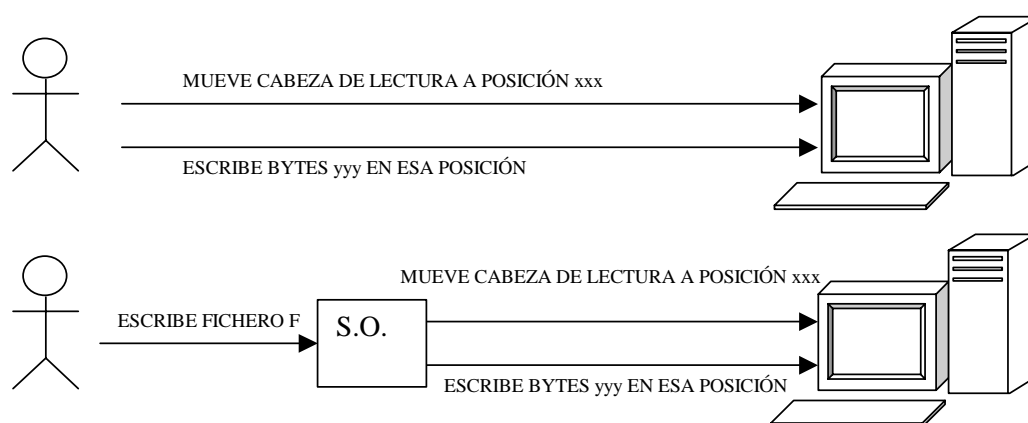 MUEVE CABEZA DE LECTURA A POSICIÓN xxx
ESCRIBE BYTES yyy EN ESA POSICIÓN
MUEVE CABEZA DE LECTURA A POSICIÓN xxx
ESCRIBE FICHERO F
S.O.
ESCRIBE BYTES yyy EN ESA POSICIÓN